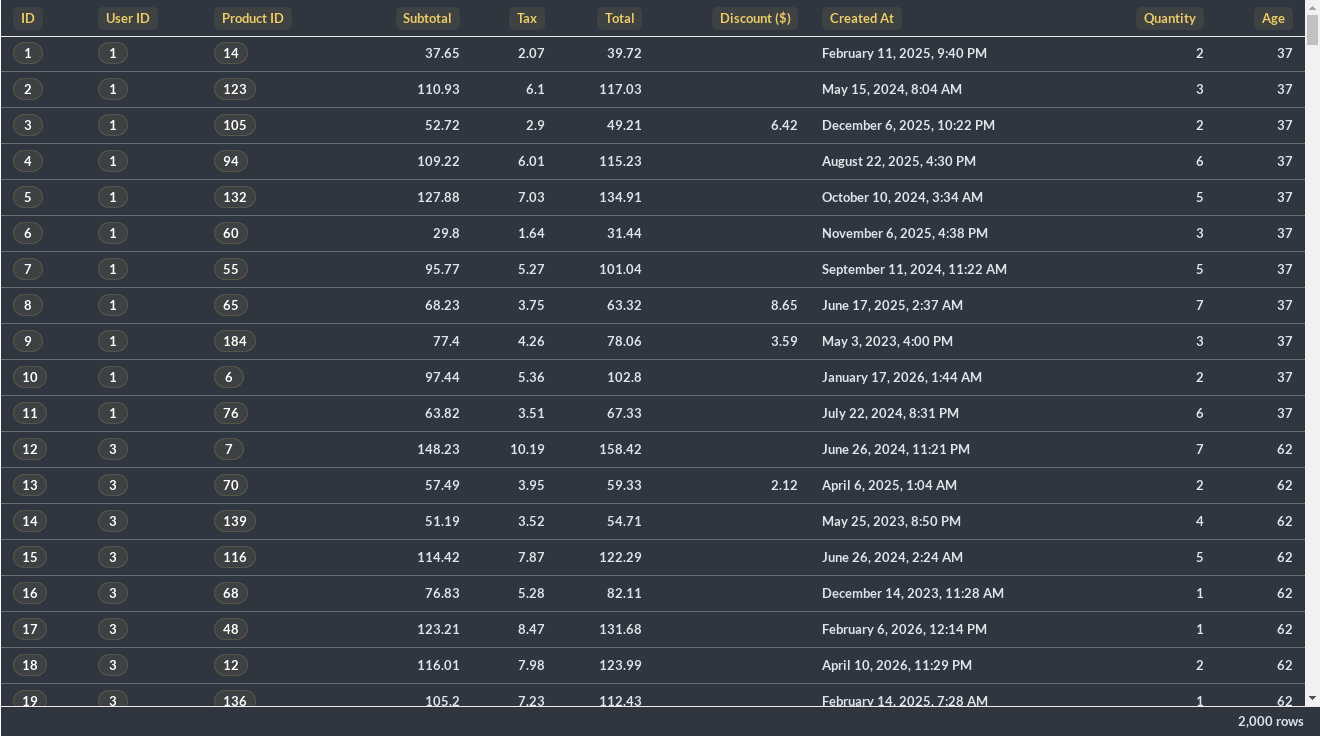 ID User ID Product ID Subtotal Tax Total Discount ($) Created At Quantity Age
1 1 14 37.65 2.07 39.72 February 11, 2025, 9:40 PM 2 37
2 1 123 110.93 6.1 117.03 May 15, 2024, 8:04 AM 3 37
3 1 105 52.72 2.9 49.21 6.42 December 6, 2025, 10:22 PM 2 37
4 1 94 109.22 6.01 115.23 August 22, 2025, 4:30 PM 6 37
5 1 132 127.88 7.03 134.91 October 10, 2024, 3:34 AM 5 37
6 1 60 29.8 1.64 31.44 November 6, 2025, 4:38 PM 3 37
7 1 55 95.77 5.27 101.04 September 11, 2024, 11:22 AM 5 37
8 1 65 68.23 3.75 63.32 8.65 June 17, 2025, 2:37 AM 7 37
9 1 184 77.4 4.26 78.06 3.59 May 3, 2023, 4:00 PM 3 37
10 1 6 97.44 5.36 102.8 January 17, 2026, 1:44 AM 2 37
11 1 76 63.82 3.51 67.33 July 22, 2024, 8:31 PM 6 37
12 3 7 148.23 10.19 158.42 June 26, 2024, 11:21 PM 7 62
13 3 70 57.49 3.95 59.33 2.12 April 6, 2025, 1:04 AM 2 62
14 3 139 51.19 3.52 54.71 May 25, 2023, 8:50 PM 4 62
15 3 116 114.42 7.87 122.29 June 26, 2024, 2:24 AM 5 62
16 3 68 76.83 5.28 82.11 December 14, 2023, 11:28 AM 1 62
17 3 48 123.21 8.47 131.68 February 6, 2026, 12:14 PM 1 62
18 3 12 116.01 7.98 123.99 April 10, 2026, 11:29 PM 2 62
19 3 136 105.2 7.23 112.43 February 14, 2025, 7:28 AM 1 62
2,000 rows